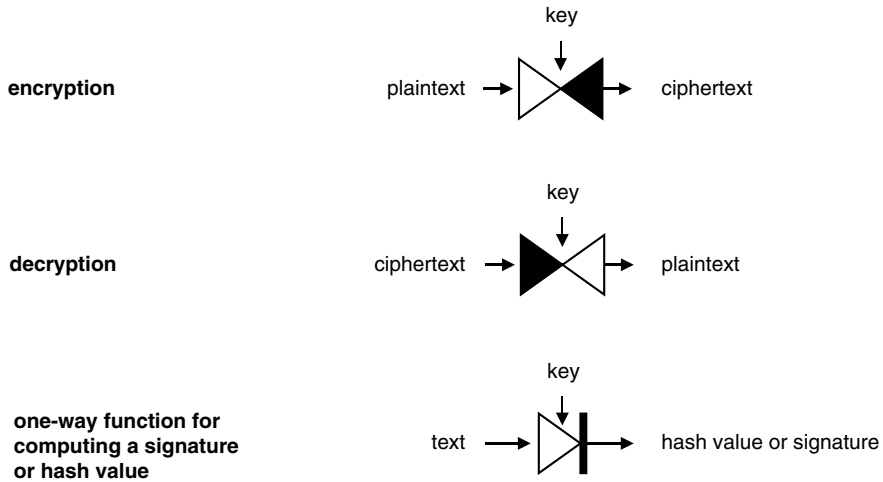 key
encryption
plaintext
ciphertext
key
decryption
ciphertext
plaintext
key
one-way function for
computing a signature
or hash value
text
hash value or signature